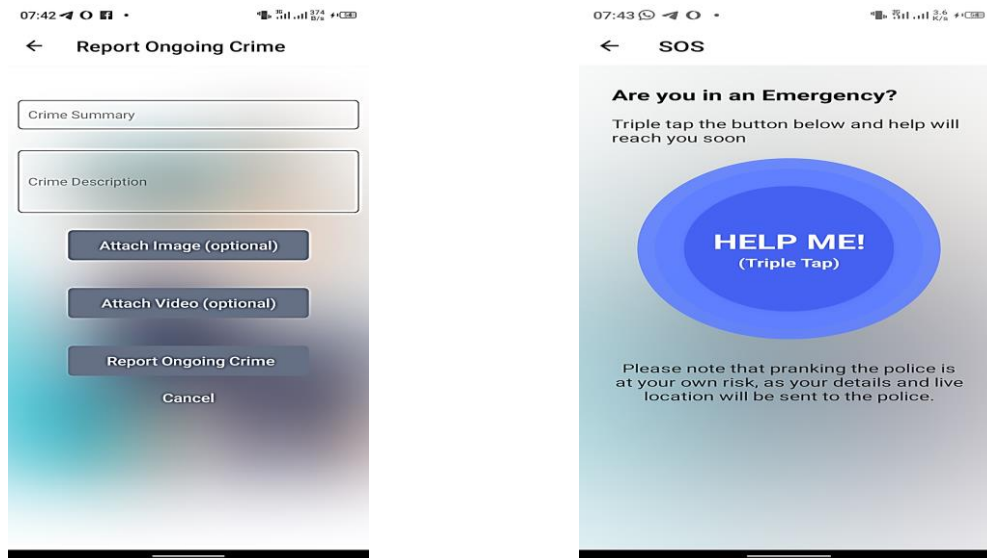 07:42
374 B/s
Report Ongoing Crime
Crime Summary
Crime Description
Attach Image (optional)
Attach Video (optional)
Report Ongoing Crime
Cancel
07:43
3.6 K/s
SOS
Are you in an Emergency?
Triple tap the button below and help will
reach you soon
HELP ME!
(Triple Tap)
Please note that pranking the police is
at your own risk, as your details and live
location will be sent to the police.